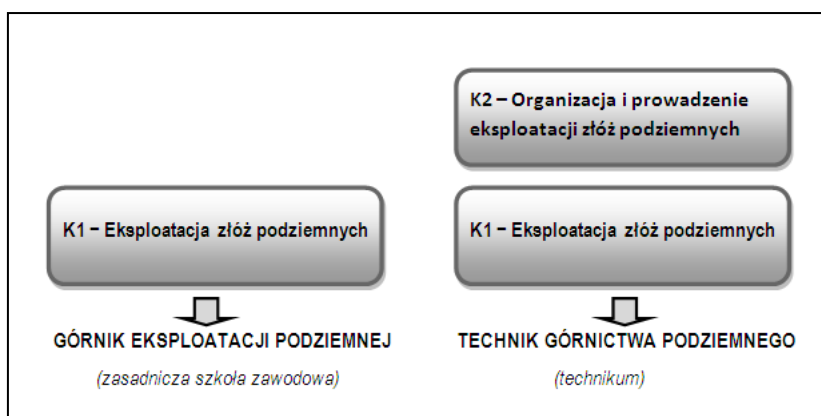 K2 – Organizacja i prowadzenie
eksploatacji złóż podziemnych
K1 – Eksploatacja złóż podziemnych
K1 – Eksploatacja złóż podziemnych
GÓRNIK EKSPLOATACJI PODZIEMNEJ
TECHNIK GÓRNICTWA PODZIEMNEGO
(zasadnicza szkoła zawodowa)
(technikum)